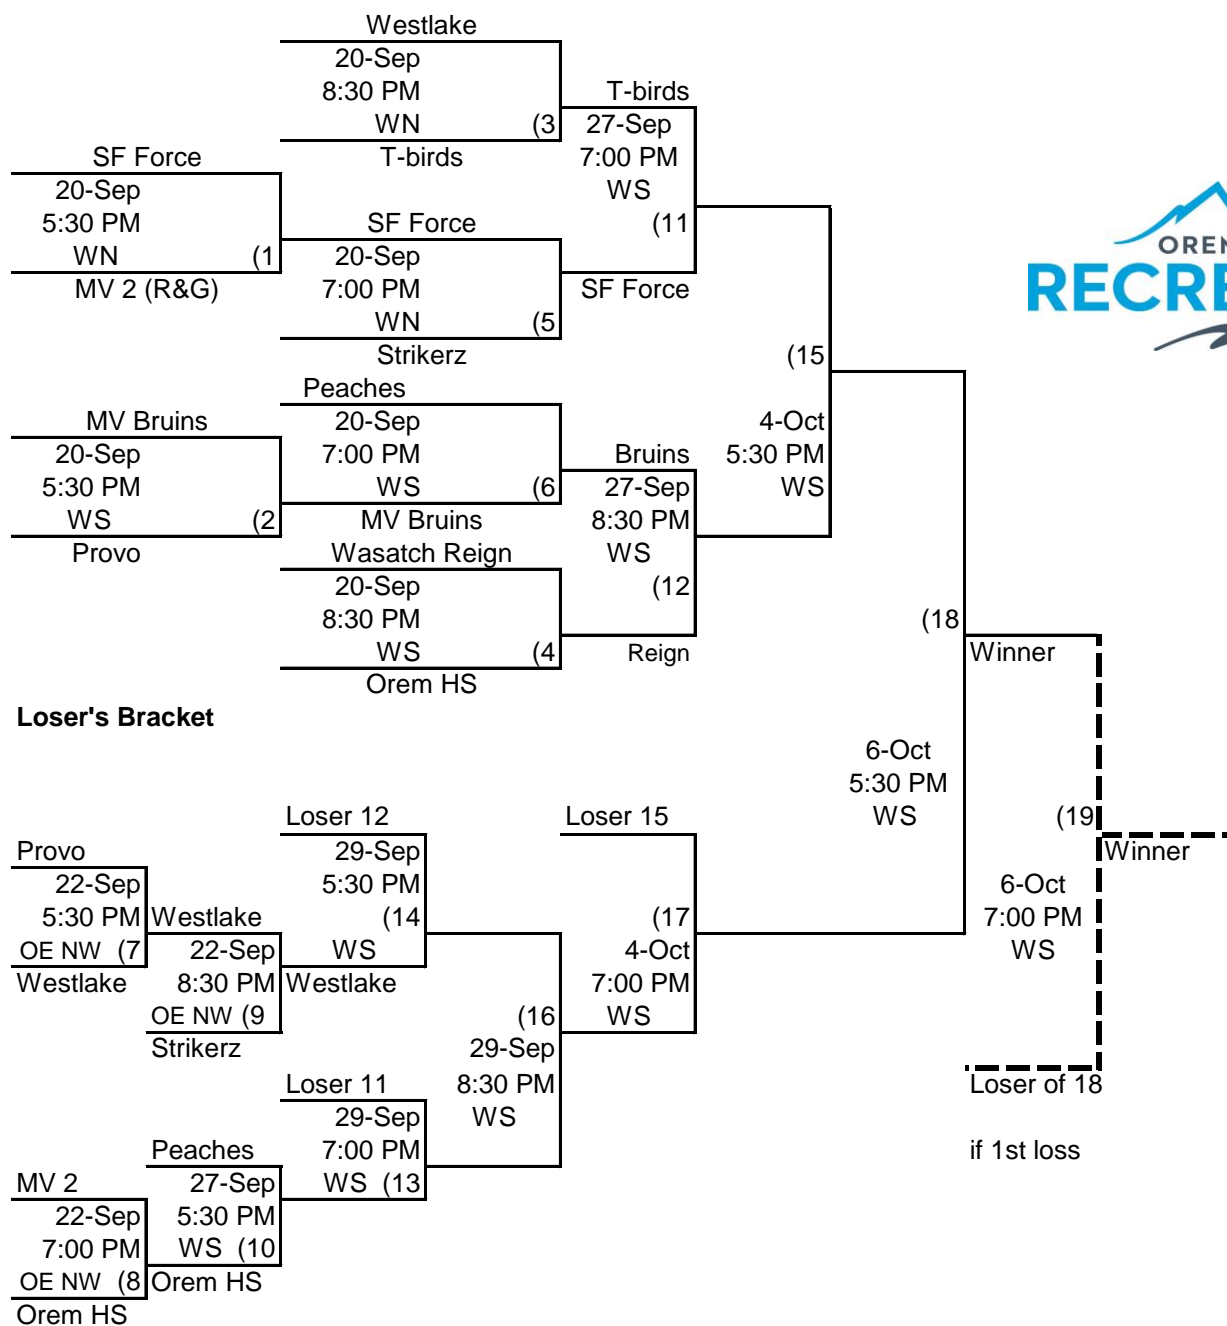 Westlake
20-Sep
8:30 PM
WN (3
T-birds
T-birds
27-Sep
7:00 PM
WS
(11
SF Force
SF Force
20-Sep
5:30 PM
WN (1
MV 2 (R&G)
SF Force
20-Sep
7:00 PM
WN (5
Strikerz
Peaches
20-Sep
7:00 PM
WS (6
MV Bruins
MV Bruins
20-Sep
5:30 PM
WS (2
Provo
Wasatch Reign
20-Sep
8:30 PM
WS (4
Orem HS
Bruins
27-Sep
8:30 PM
WS
(12
Reign
(15
4-Oct
5:30 PM
WS
(18
Winner
6-Oct
5:30 PM
WS
(19
Winner
6-Oct
7:00 PM
WS
Loser of 18
if 1st loss
OREM
RECRE
Loser's Bracket
Loser 12
29-Sep
5:30 PM
(14
WS
Westlake
Provo
22-Sep
5:30 PM
OE NW (7
Westlake
Westlake
22-Sep
8:30 PM
OE NW (9
Strikerz
Loser 15
(17
4-Oct
7:00 PM
WS
(16
29-Sep
8:30 PM
WS
Loser 11
29-Sep
7:00 PM
WS (13
Peaches
27-Sep
5:30 PM
WS (10
Orem HS
MV 2
22-Sep
7:00 PM
OE NW (8
Orem HS